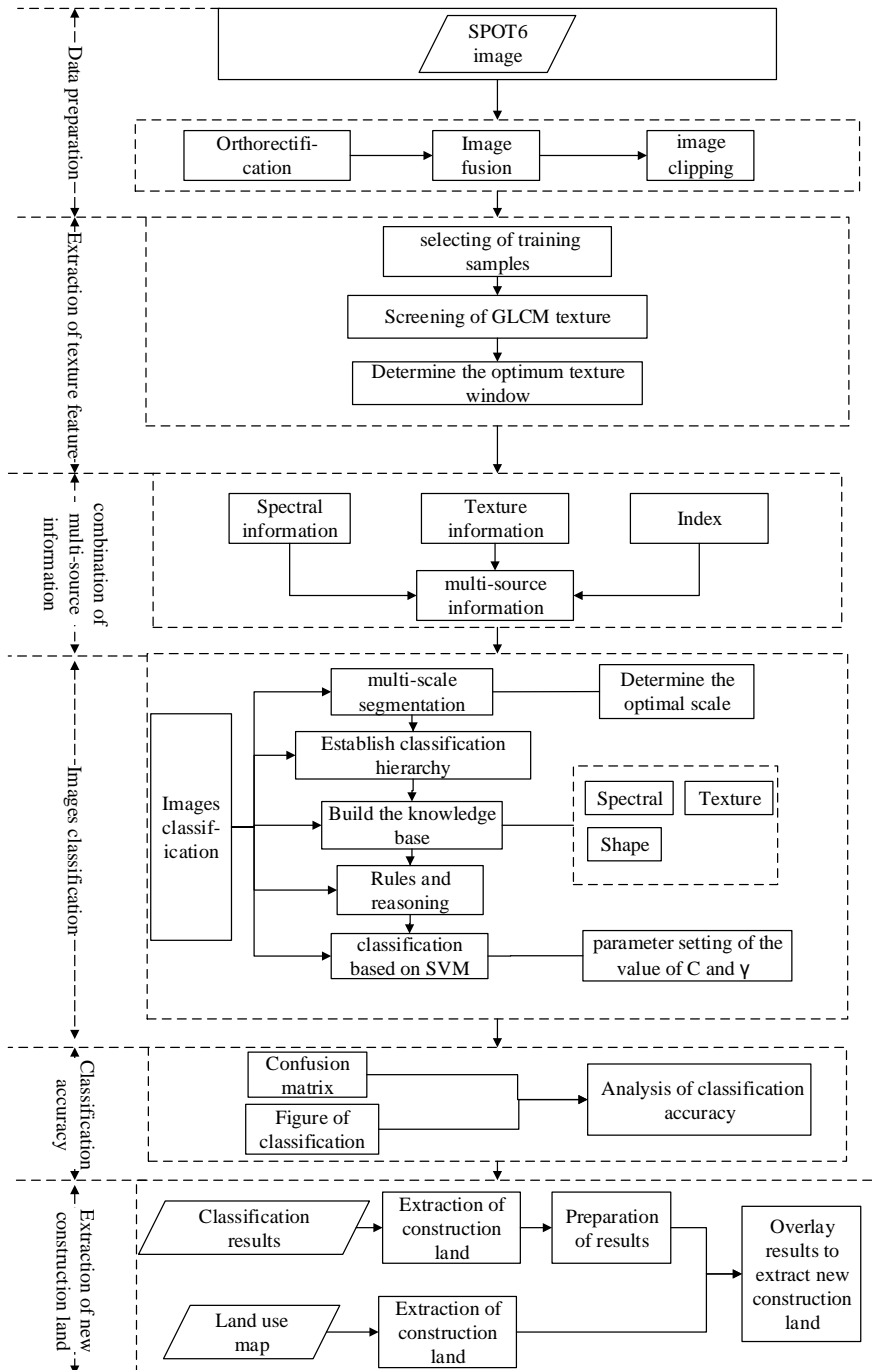 Data preparation
SPOT6
image
Orthorectifi-
cation
Image
fusion
image
clipping
Extraction of texture feature
selecting of training
samples
Screening of GLCM texture
Determine the optimum texture
window
combination of
multi-source
information
Spectral
information
Texture
information
Index
multi-source
information
Images classification
Images
classif-
ication
multi-scale
segmentation
Determine the
optimal scale
Establish classification
hierarchy
Build the knowledge
base
Spectral
Texture
Shape
Rules and
reasoning
classification
based on SVM
parameter setting of the
value of C and γ
Classification
accuracy
Confusion
matrix
Figure of
classification
Analysis of classification
accuracy
Extraction of new
construction land
Classification
results
Extraction of
construction
land
Preparation
of results
Overlay
results to
extract new
construction
land
Land use
map
Extraction of
construction
land